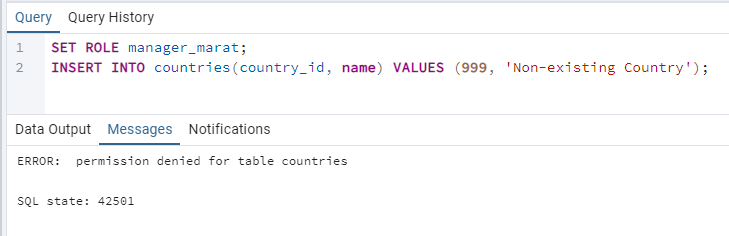 Query Query History
1 SET ROLE manager_marat;
2 INSERT INTO countries(country_id, name) VALUES (999, 'Non-existing Country');
Data Output Messages Notifications
ERROR:  permission denied for table countries
SQL state: 42501